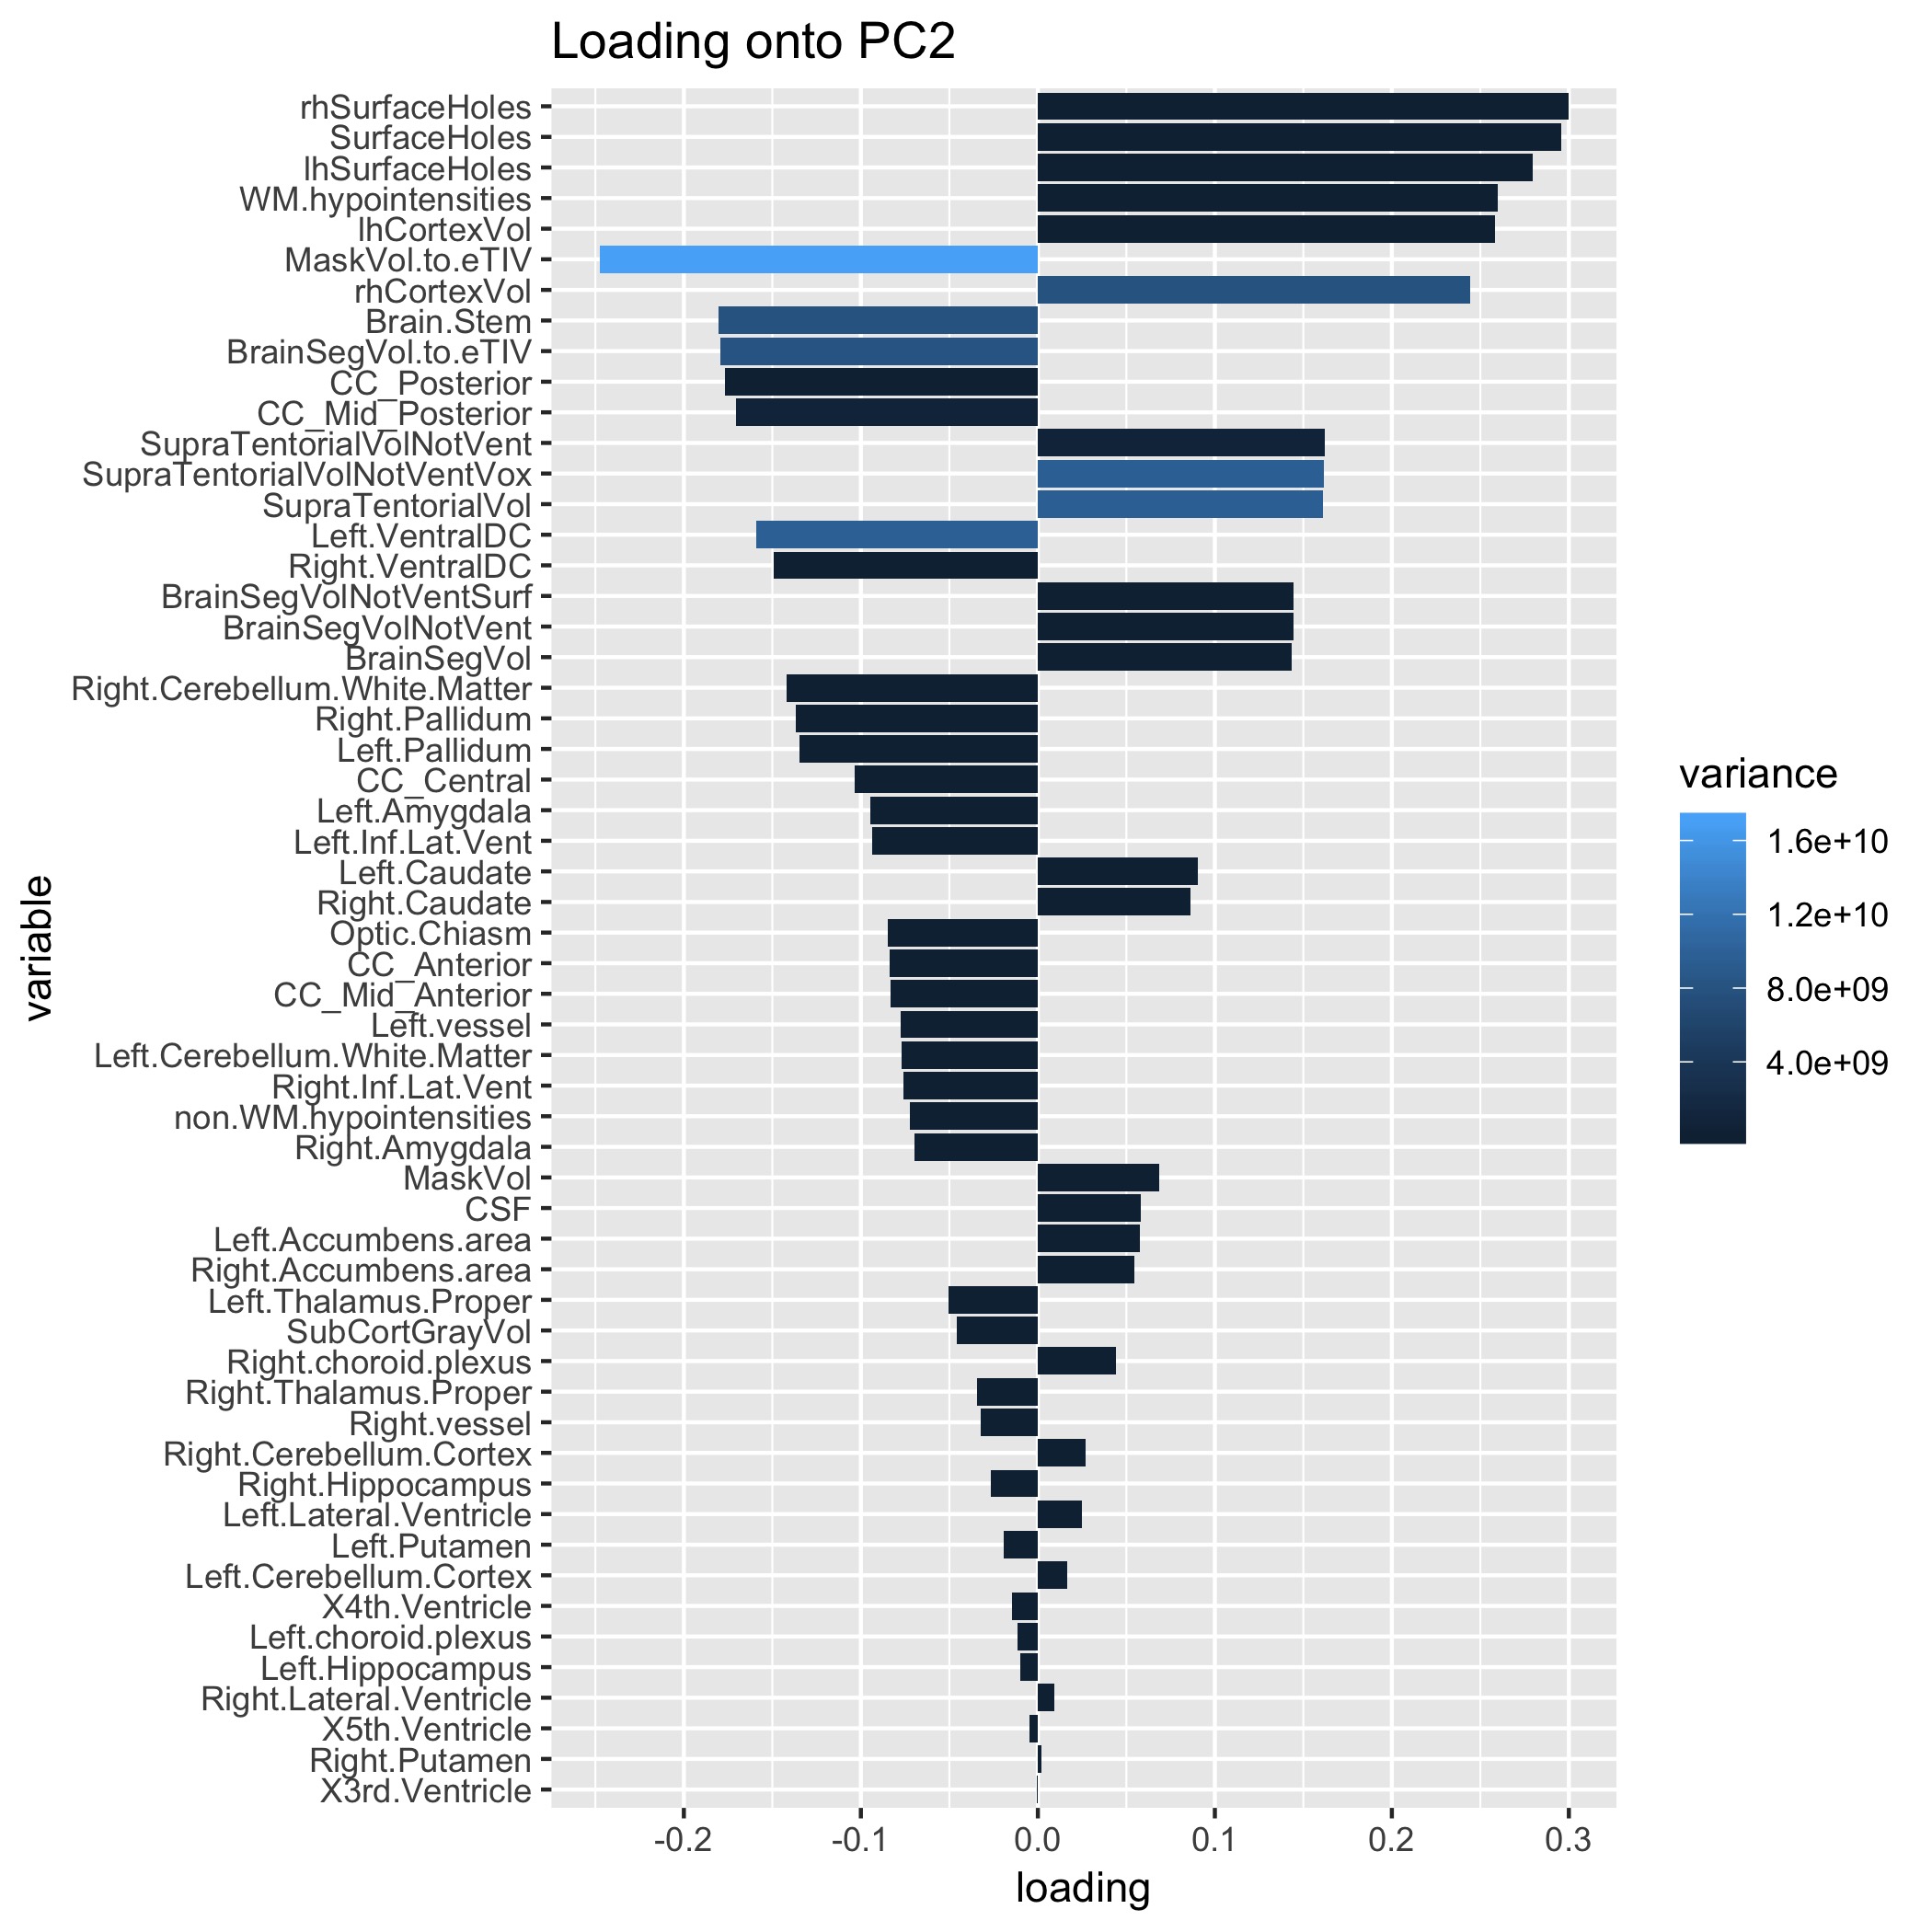 Loading onto PC2
rhSurfaceHoles
SurfaceHoles
lhSurfaceHoles
WM.hypointensities
lhCortexVol
MaskVol.to.eTIV
rhCortexVol
Brain.Stem
BrainSegVol.to.eTIV
CC_Posterior
CC_Mid_Posterior
SupraTentorialVolNotVent
SupraTentorialVolNotVentVox
SupraTentorialVol
Left.VentralDC
Right.VentralDC
BrainSegVolNotVentSurf
BrainSegVolNotVent
BrainSegVol
Right.Cerebellum.White.Matter
Right.Pallidum
Left.Pallidum
CC_Central
Left.Amygdala
Left.Inf.Lat.Vent
Left.Caudate
Right.Caudate
Optic.Chiasm
CC_Anterior
CC_Mid_Anterior
Left.vessel
Left.Cerebellum.White.Matter
Right.Inf.Lat.Vent
non.WM.hypointensities
Right.Amygdala
MaskVol
CSF
Left.Accumbens.area
Right.Accumbens.area
Left.Thalamus.Proper
SubCortGrayVol
Right.choroid.plexus
Right.Thalamus.Proper
Right.vessel
Right.Cerebellum.Cortex
Right.Hippocampus
Left.Lateral.Ventricle
Left.Putamen
Left.Cerebellum.Cortex
X4th.Ventricle
Left.choroid.plexus
Left.Hippocampus
Right.Lateral.Ventricle
X5th.Ventricle
Right.Putamen
X3rd.Ventricle
variable
-0.2 -0.1 0.0 0.1 0.2 0.3
loading
variance
1.6e+10
1.2e+10
8.0e+09
4.0e+09